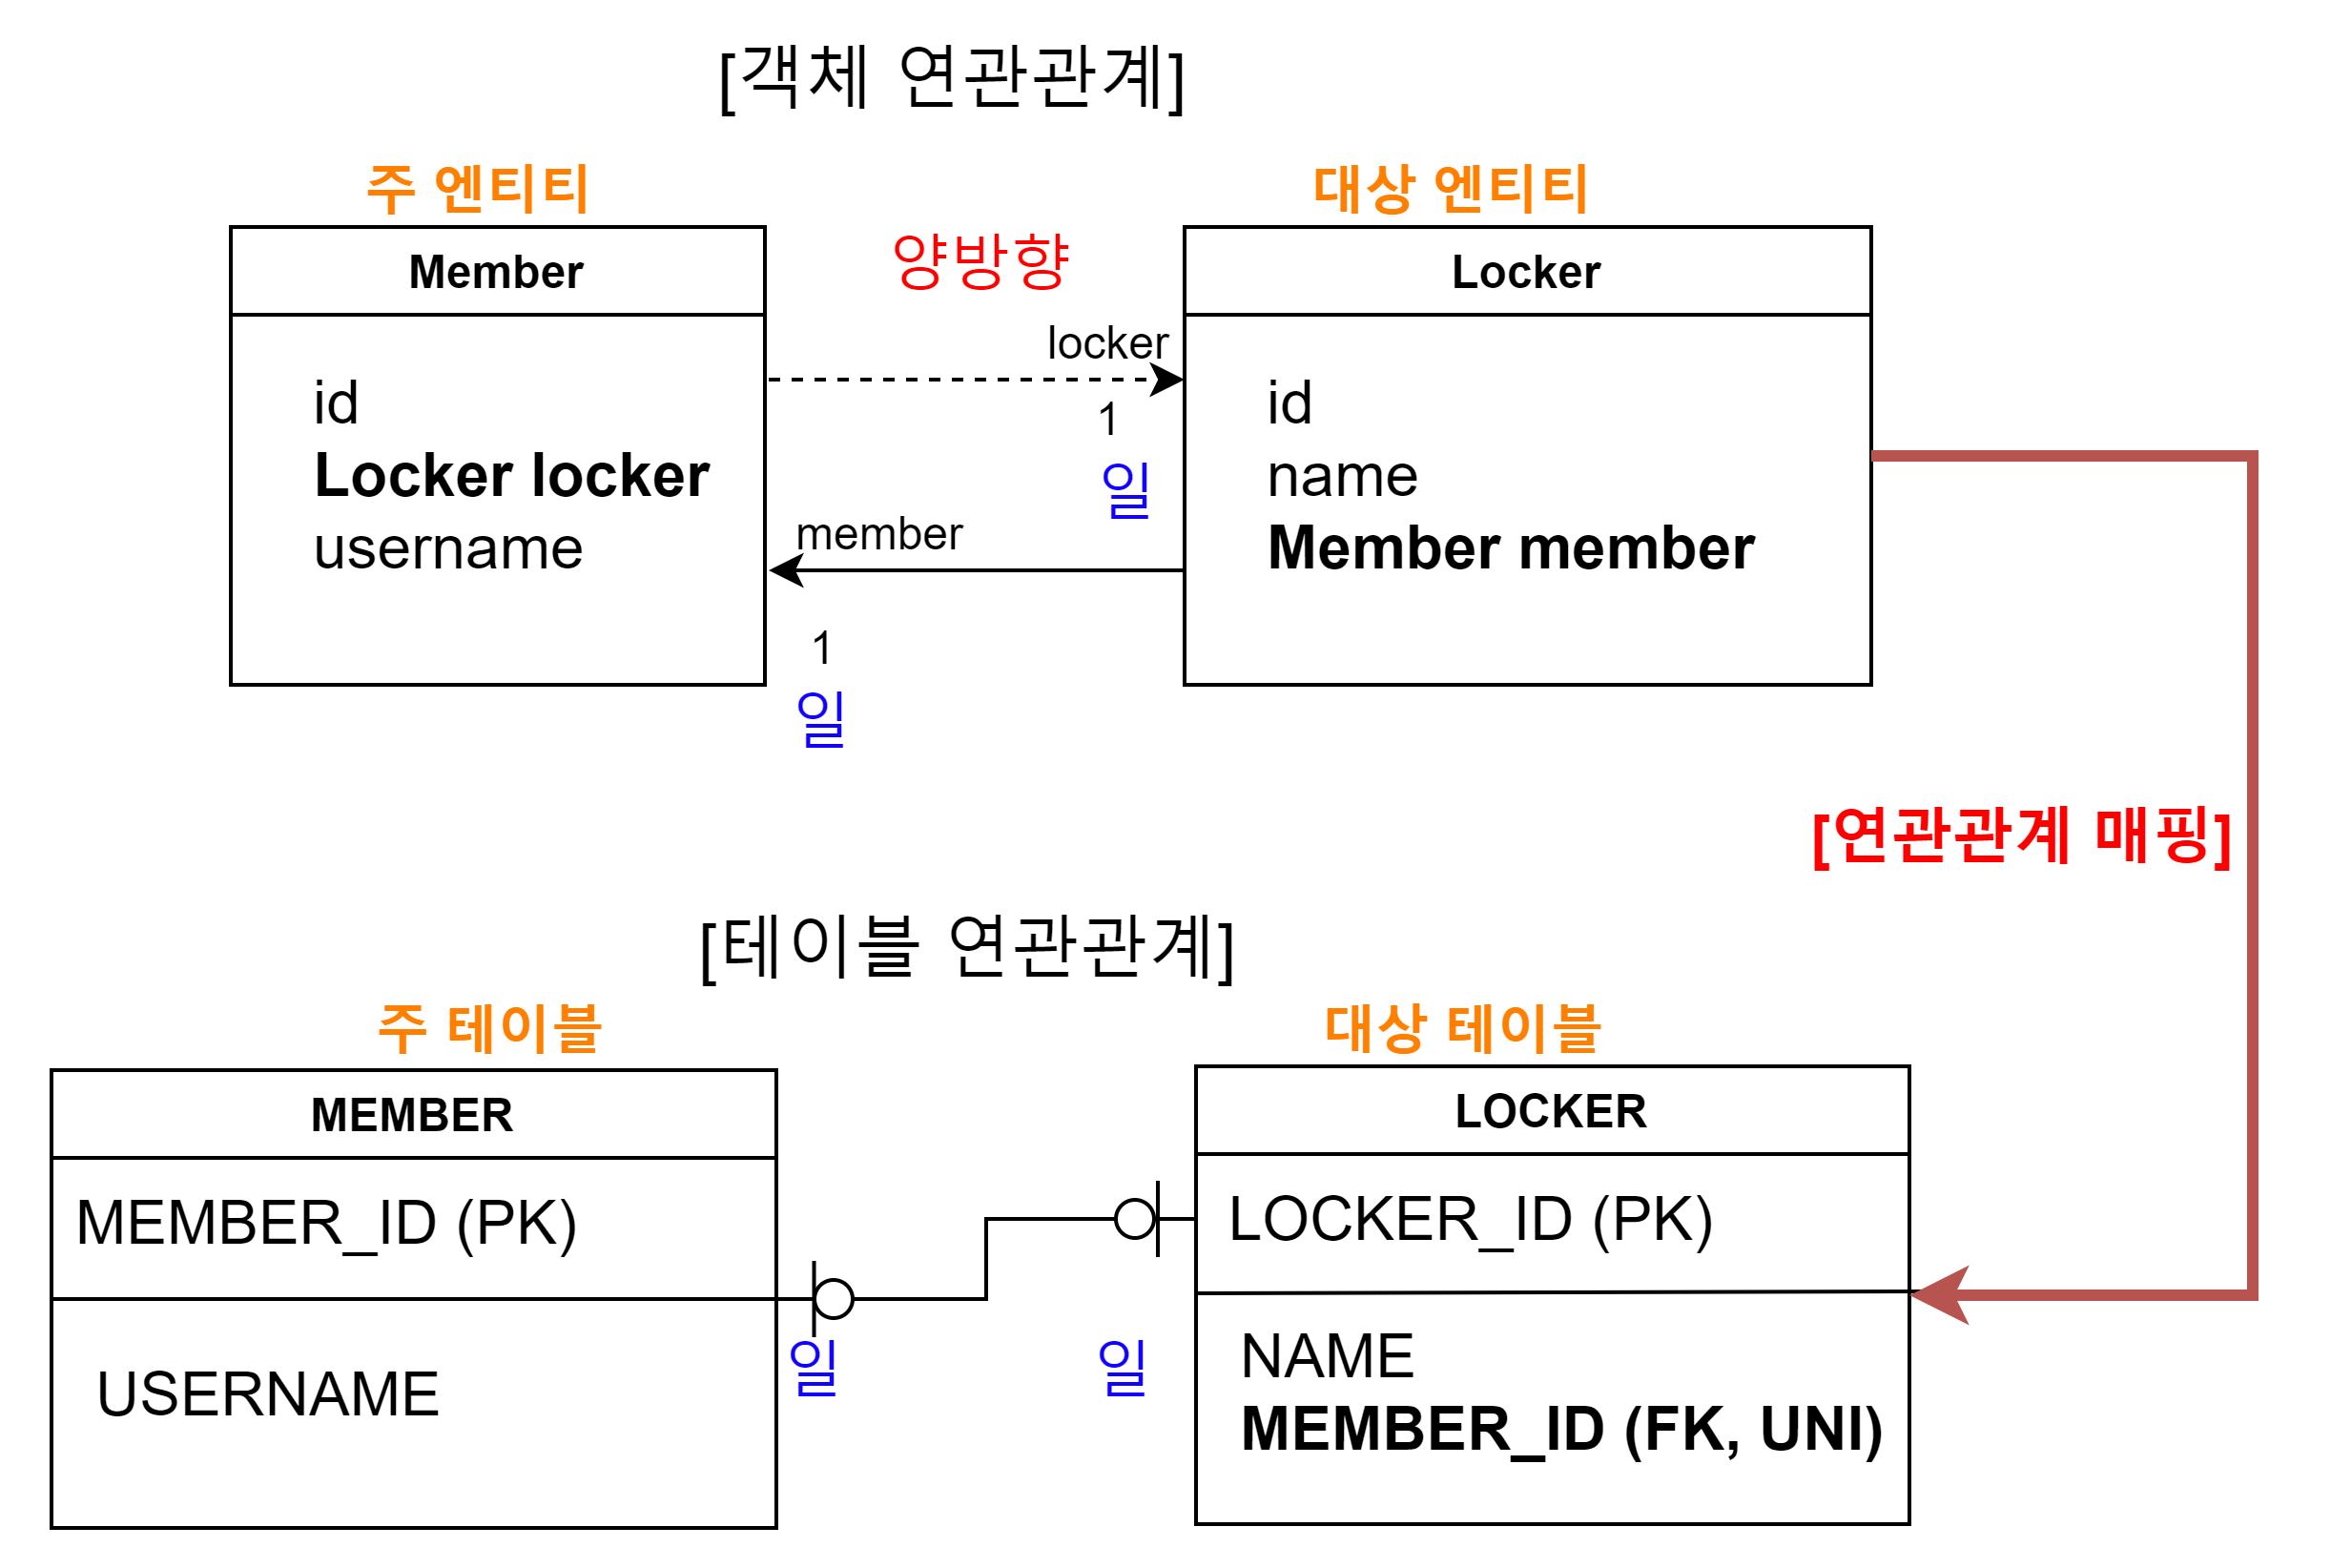 [객체 연관관계]
주 엔티티
대상 엔티티
Member
양방향
Locker
locker
id
Locker locker
username
1
일
id
name
Member member
member
1
일
[연관관계 매핑]
[테이블 연관관계]
주 테이블
대상 테이블
MEMBER
LOCKER
MEMBER_ID (PK)
LOCKER_ID (PK)
USERNAME
일
일
NAME
MEMBER_ID (FK, UNI)